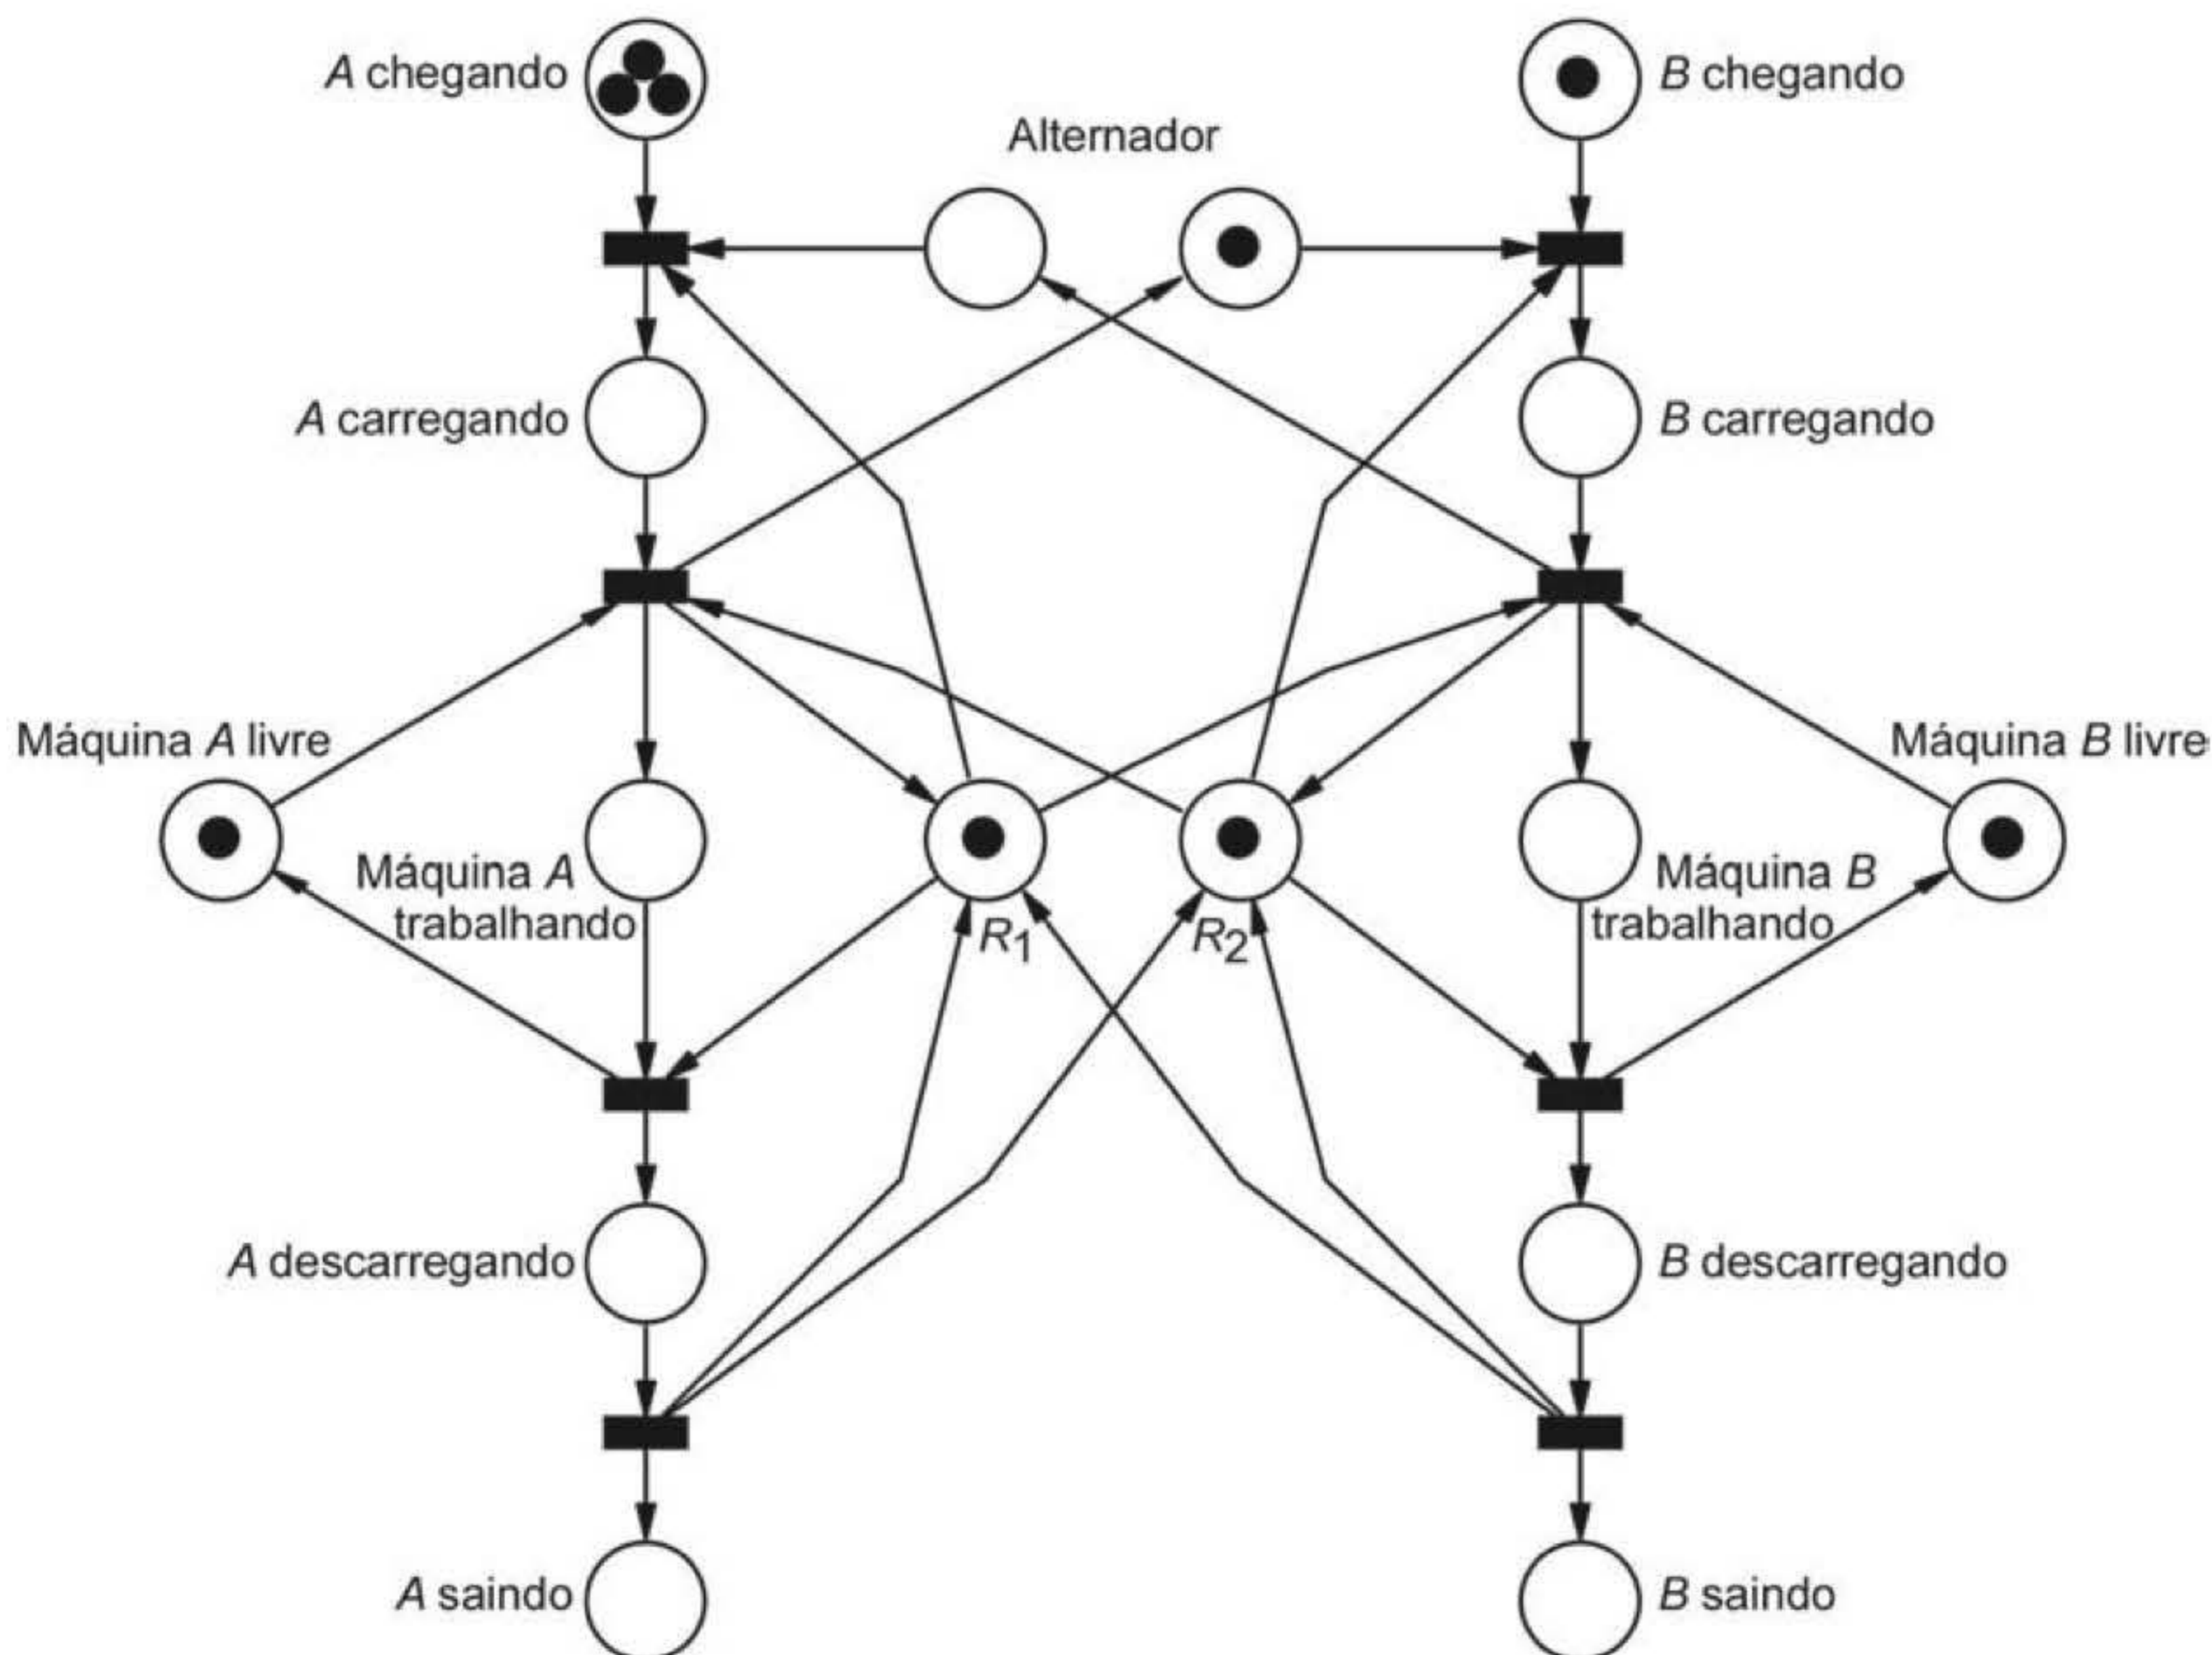 A chegando
B chegando
Alternador
A carregando
B carregando
Máquina A livre
Máquina B livre
Máquina A
trabalhando
Máquina B
trabalhando
R1
R2
A descarregando
B descarregando
A saindo
B saindo